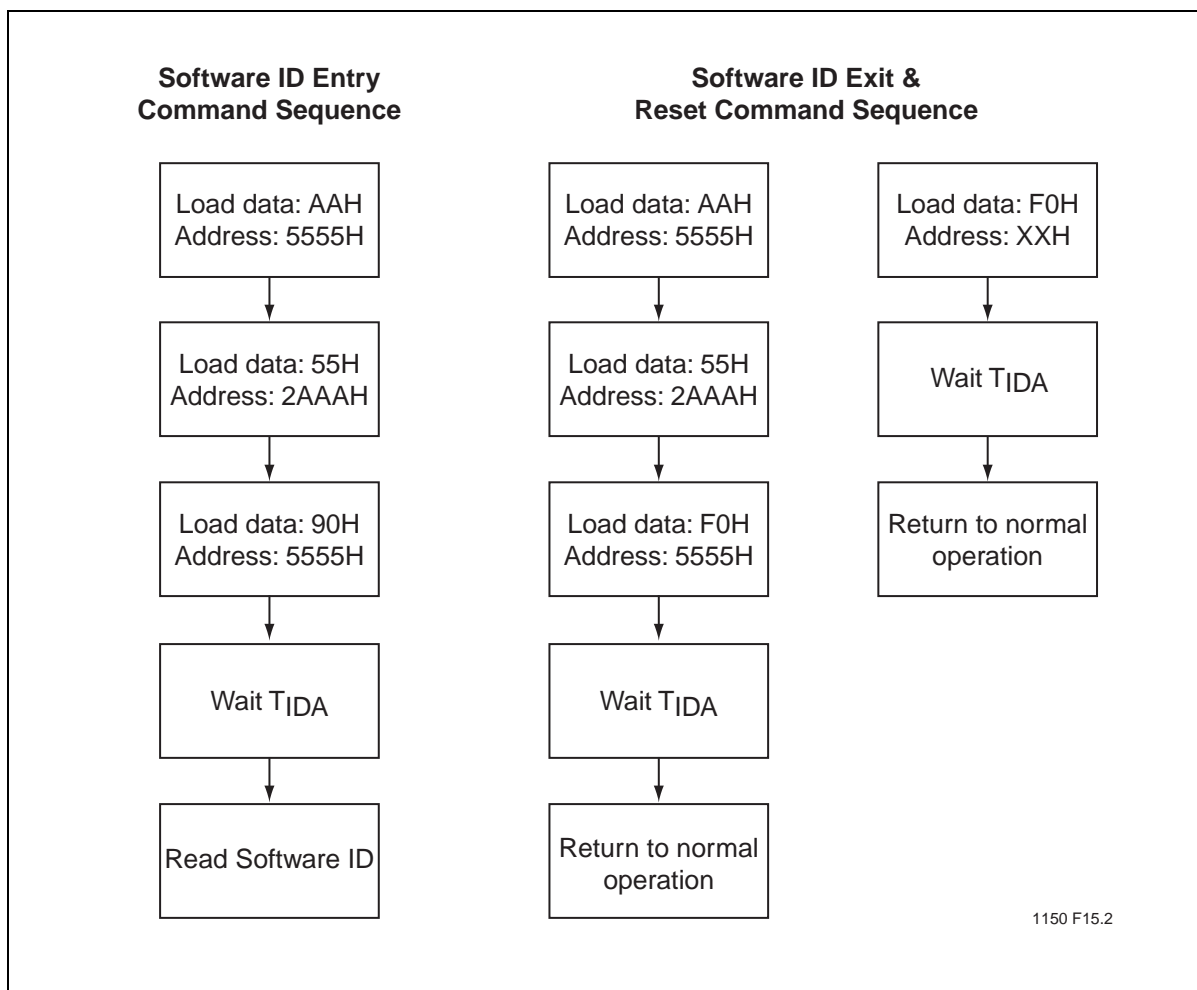 Software ID Entry
Command Sequence
Load data: AAH
Address: 5555H
Load data: 55H
Address: 2AAAH
Load data: 90H
Address: 5555H
Wait TIDA
Read Software ID
Software ID Exit &
Reset Command Sequence
Load data: AAH
Address: 5555H
Load data: 55H
Address: 2AAAH
Load data: F0H
Address: 5555H
Wait TIDA
Return to normal
operation
Load data: F0H
Address: XXH
Wait TIDA
Return to normal
operation
1150 F15.2